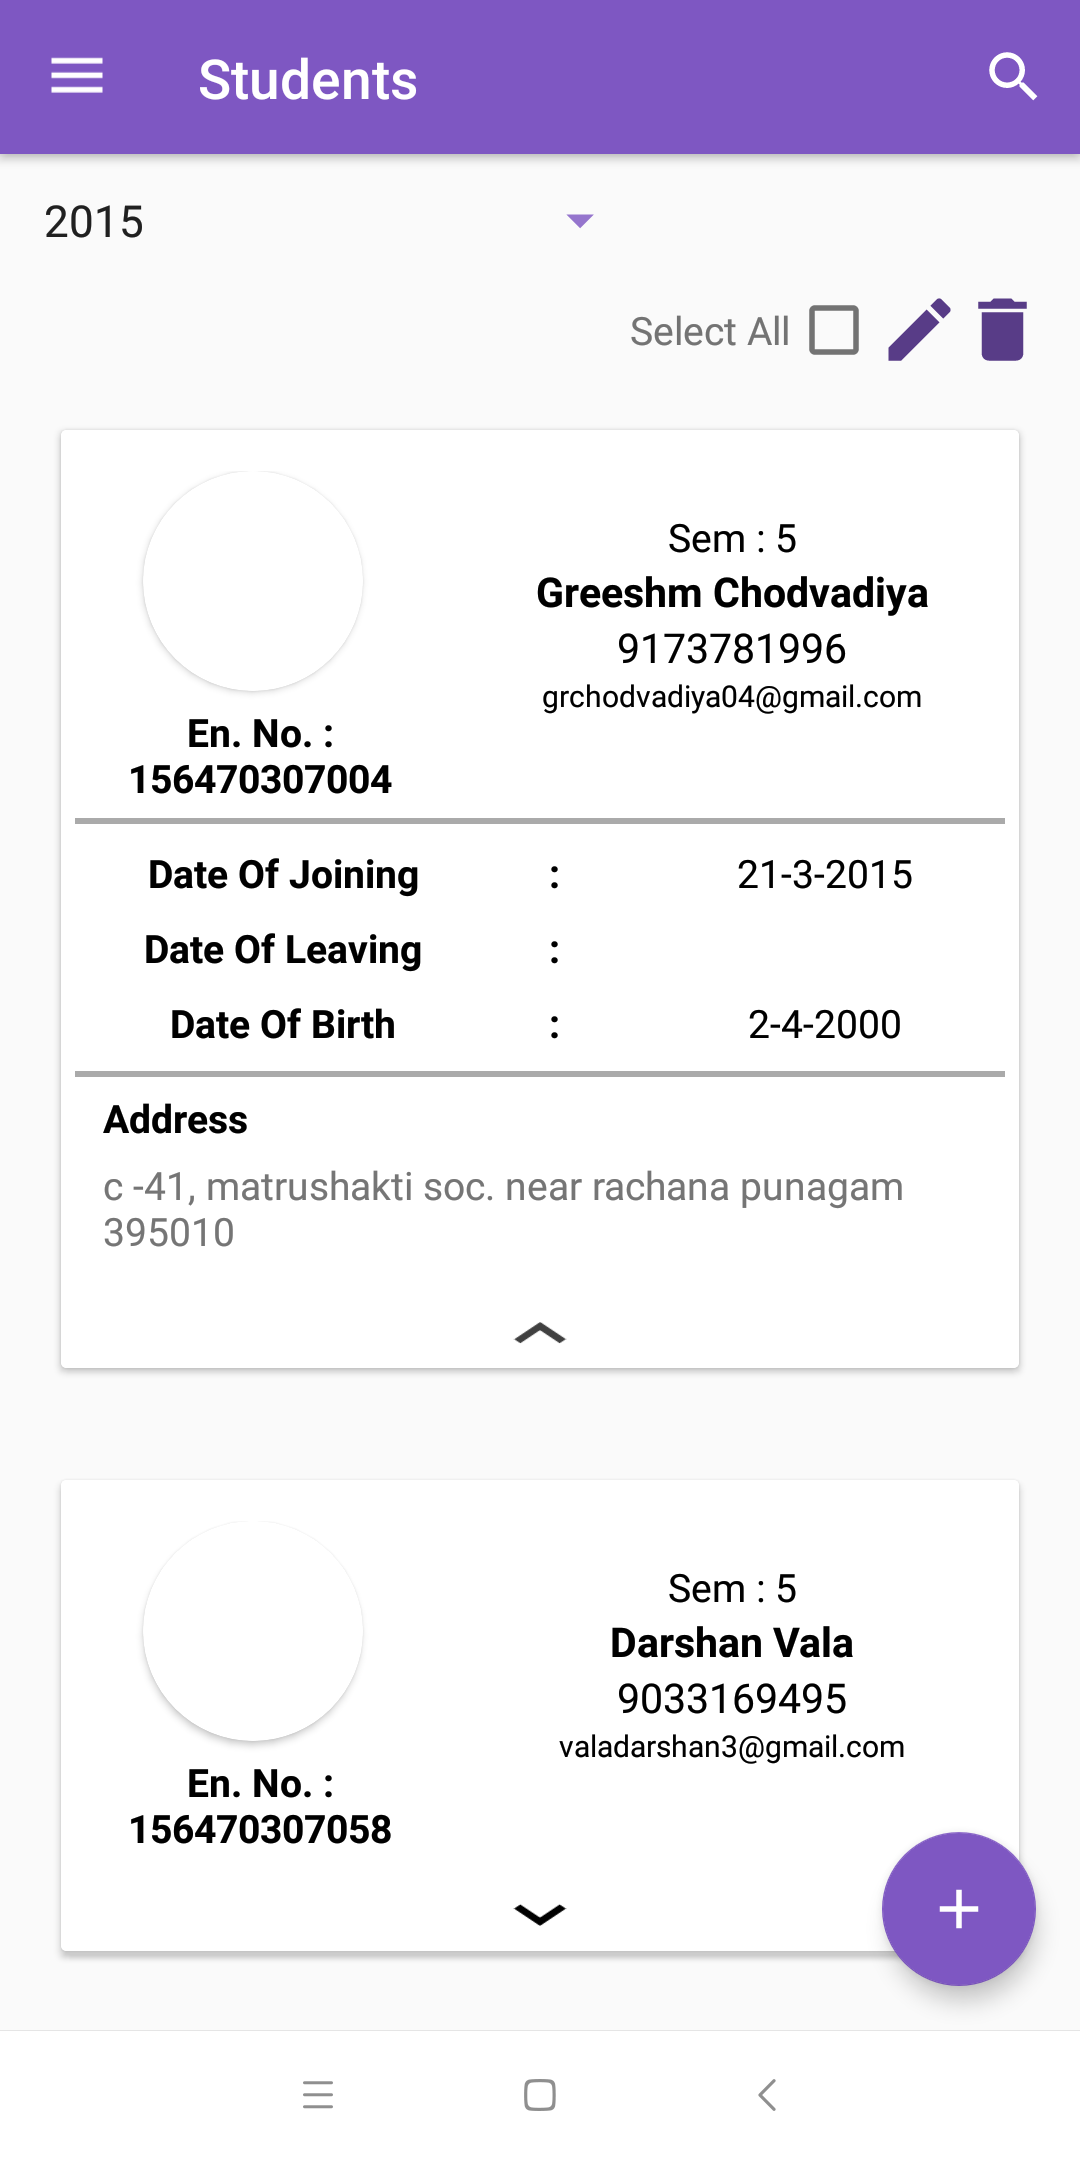 Students
2015
Select All
Sem : 5
Greeshm Chodvadiya
9173781996
grchodvadiya04@gmail.com
En. No. :
156470307004
Date Of Joining : 21-3-2015
Date Of Leaving :
Date Of Birth : 2-4-2000
Address
c -41, matrushakti soc. near rachana punagam
395010
Sem : 5
Darshan Vala
9033169495
valadarshan3@gmail.com
En. No. :
156470307058